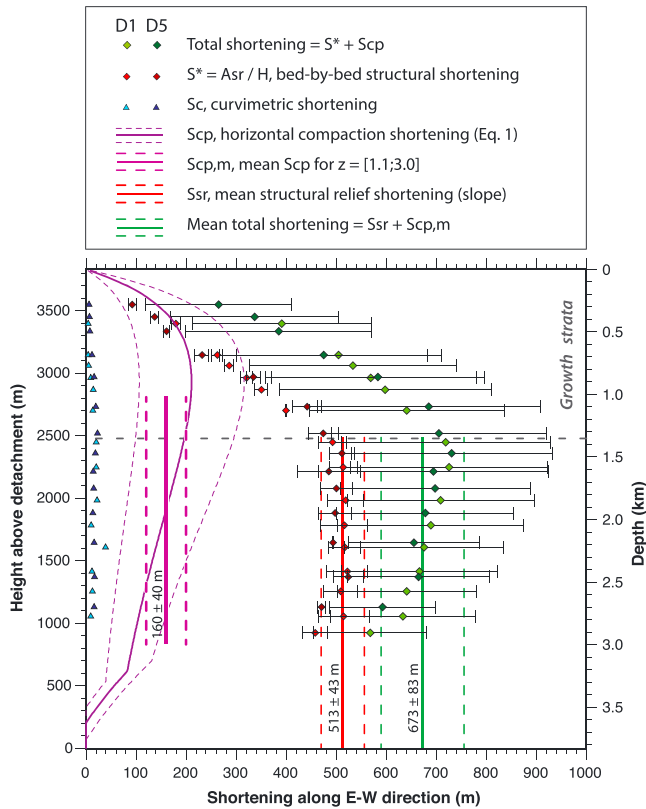 D1 D5
Total shortening = S* + Scp
S* = Asr / H, bed-by-bed structural shortening
Sc, curvimetric shortening
Scp, horizontal compaction shortening (Eq. 1)
Scp,m, mean Scp for z = [1.1;3.0]
Ssr, mean structural relief shortening (slope)
Mean total shortening = Ssr + Scp,m
Height above detachment (m)
3500
3000
2500
2000
1500
1000
500
0
Growth strata
160 ± 40 m
513 ± 43 m
673 ± 83 m
0
0.5
1.0
1.5
2.0
2.5
3.0
3.5
Depth (km)
0 100 200 300 400 500 600 700 800 900 1000
Shortening along E-W direction (m)